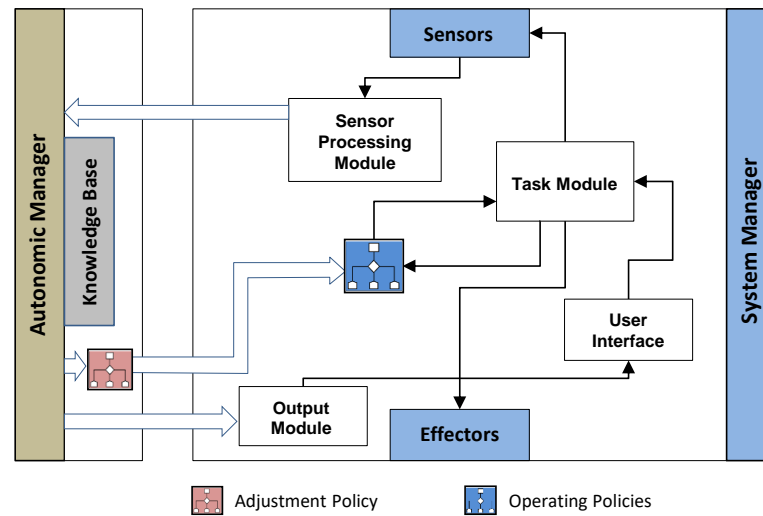 Autonomic Manager
Knowledge Base
Sensors
Sensor
Processing
Module
Task Module
User
Interface
Output
Module
Effectors
System Manager
Adjustment Policy
Operating Policies